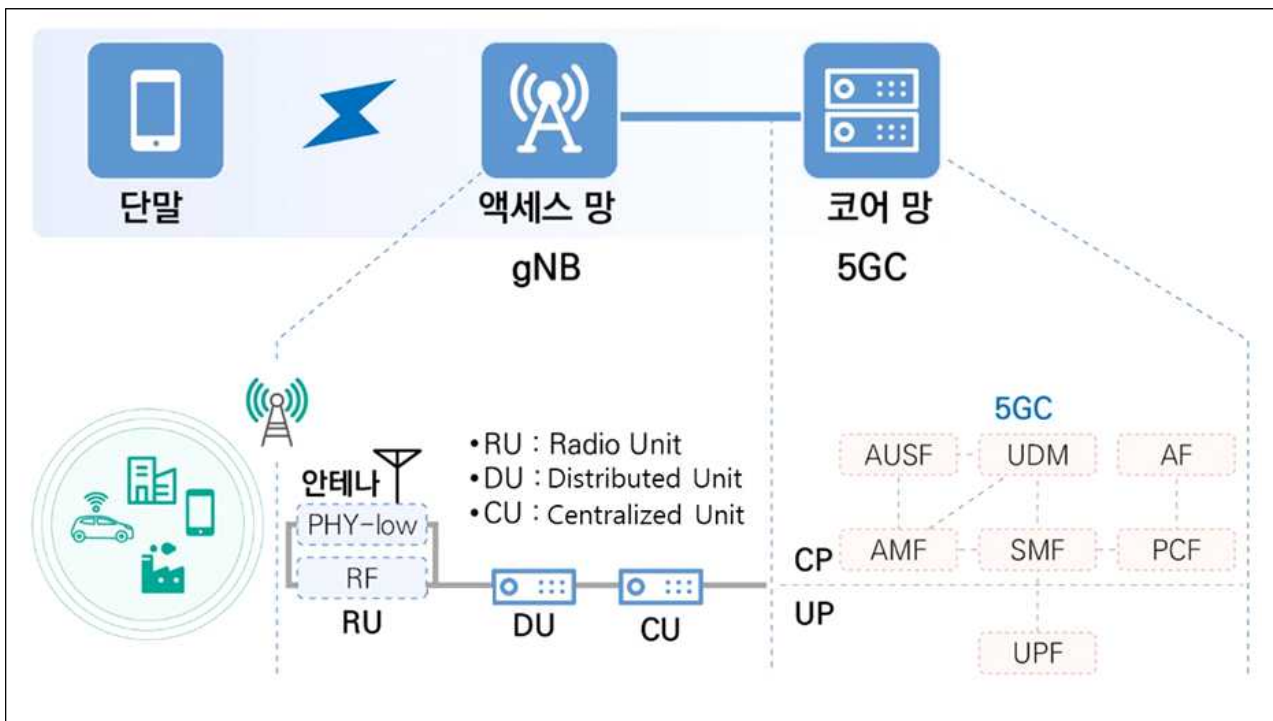 단말
액세스 망
코어 망
gNB
5GC
•RU : Radio Unit
•DU : Distributed Unit
•CU : Centralized Unit
안테나
PHY-low
RF
RU
DU
CU
5GC
AUSF
UDM
AF
AMF
SMF
PCF
CP
UP
UPF